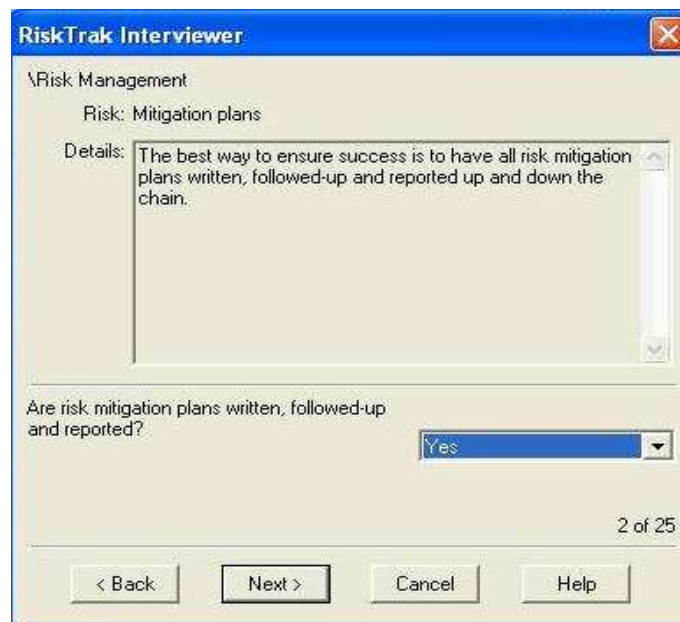 RiskTrak Interviewer
\Risk Management
Risk: Mitigation plans
Details: The best way to ensure success is to have all risk mitigation
plans written, followed-up and reported up and down the
chain.
Are risk mitigation plans written, followed-up
and reported?
Yes
2 of 25
< Back Next > Cancel Help